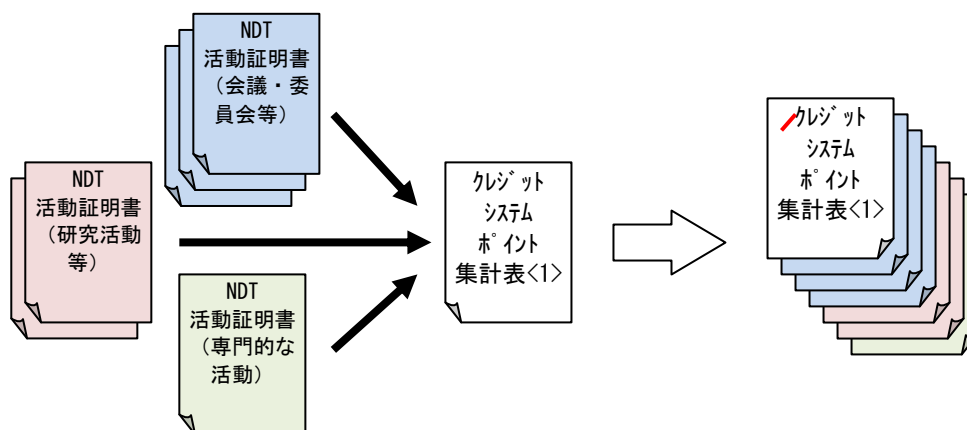 NDT
活動証明書
（会議・委
員会等）
NDT
活動証明書
（研究活動
等）
NDT
活動証明書
（専門的な
活動）
ｸﾚｼﾞｯﾄ
ｼｽﾃﾑ
ﾎﾟｲﾝﾄ
集計表<1>
ｸﾚｼﾞｯﾄ
ｼｽﾃﾑ
ﾎﾟｲﾝﾄ
集計表<1>